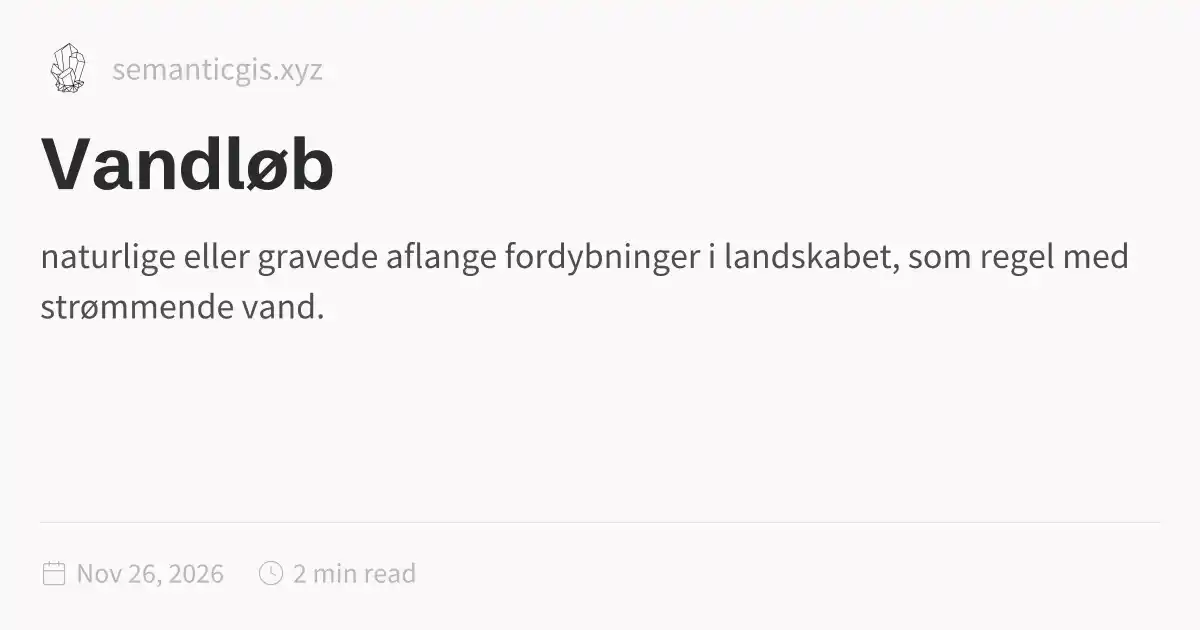 semanticgis.xyz
Vandløb
naturlige eller gravede aflange fordybninger i landskabet, som regel med
strømmende vand.
Nov 26, 2026 2 min read